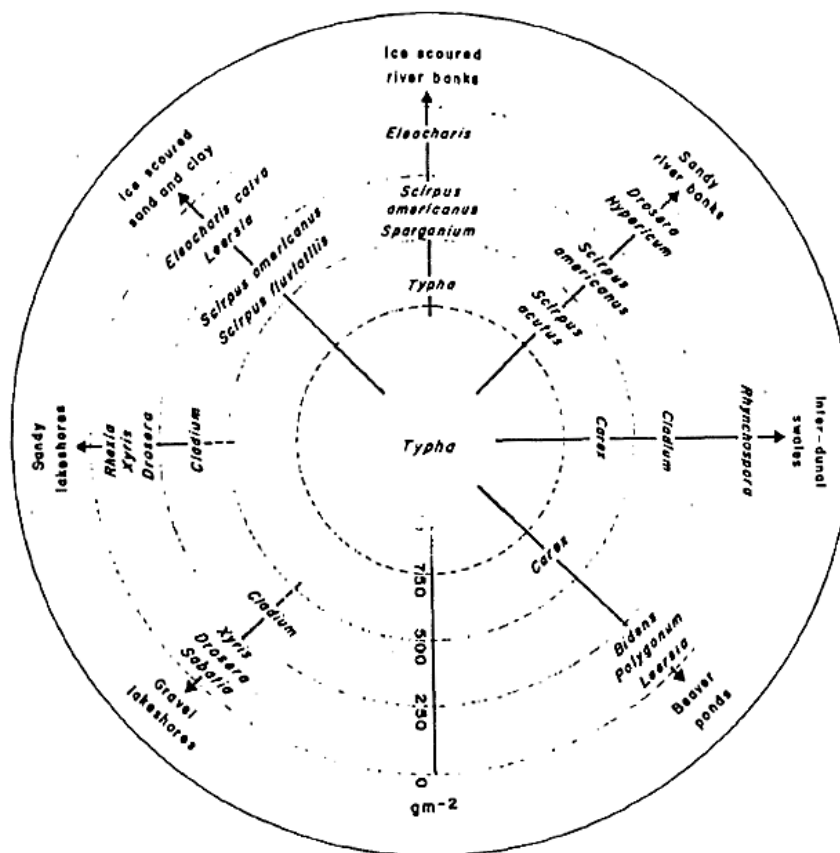 Ice scoured
river banks
Eleocharis
Scirpus
americanus
Sparganium
Typha
Sandy
river banks
Drosera
Hypericum
Scirpus
americanus
Scirpus
acutus
Inter-dunal
swales
Rhynchospora
Cladium
Carex
Typha
Carex
Bidens
Polygonum
Leersia
Beaver
ponds
750
500
250
0
gm-2
Cladium
Xyris
Drosera
Sabatia
Gravel
lakeshores
Cladium
Drosera
Xyris
Rhexia
Sandy
lakeshores
Ice scoured
sand and clay
Eleocharis calva
Leersia
Scirpus americanus
Scirpus fluviatilis